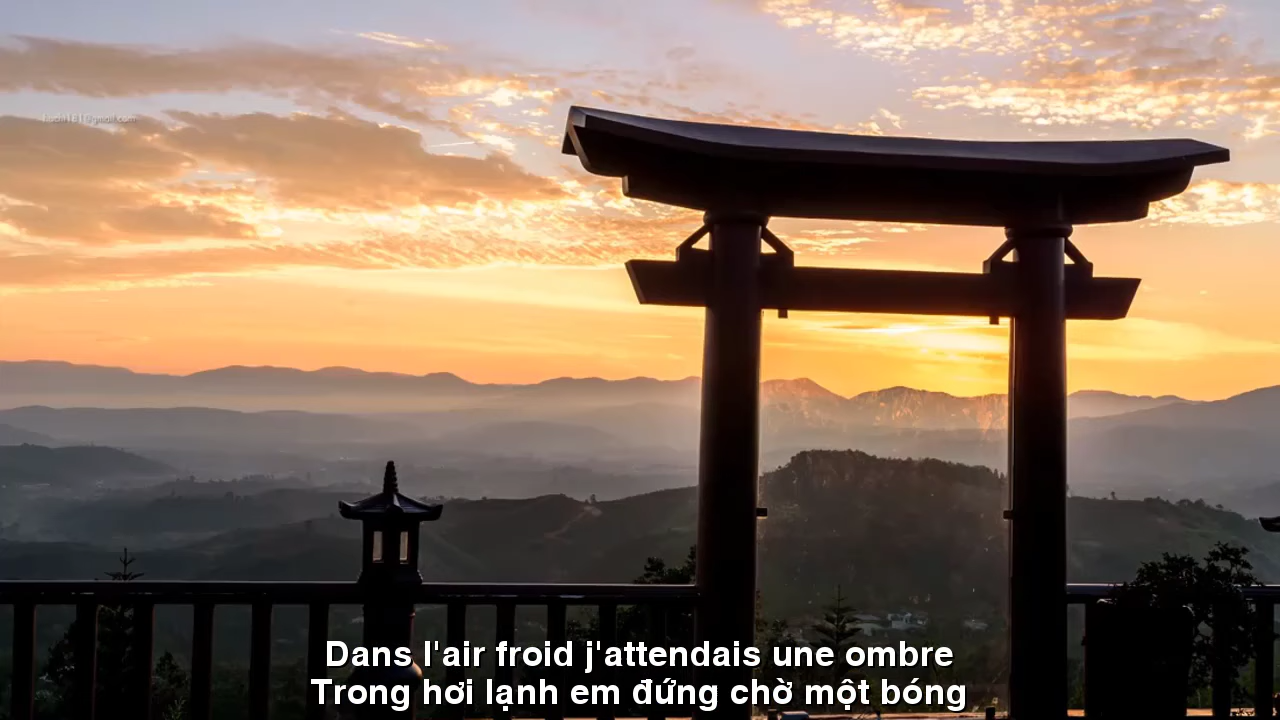 Dans l'air froid j'attendais une ombre
Trong hơi lạnh em đứng chờ một bóng